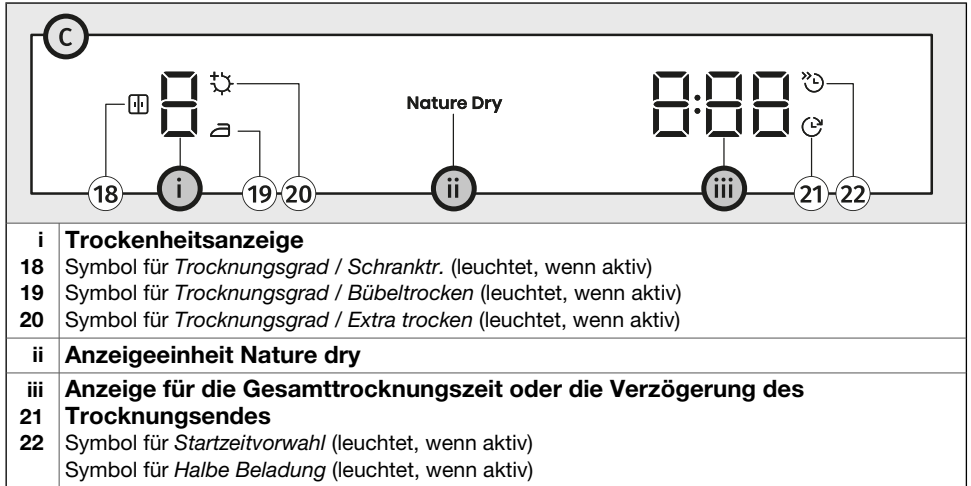 C
8 Nature Dry 8:88
18 i 19 20 ii iii 21 22
i Trockenheitsanzeige
18 Symbol für Trocknungsgrad / Schranktr. (leuchtet, wenn aktiv)
19 Symbol für Trocknungsgrad / Bübeltrocken (leuchtet, wenn aktiv)
20 Symbol für Trocknungsgrad / Extra trocken (leuchtet, wenn aktiv)
ii Anzeigeeinheit Nature dry
iii Anzeige für die Gesamttrocknungszeit oder die Verzögerung des
21 Trocknungsendes
22 Symbol für Startzeitvorwahl (leuchtet, wenn aktiv)
Symbol für Halbe Beladung (leuchtet, wenn aktiv)